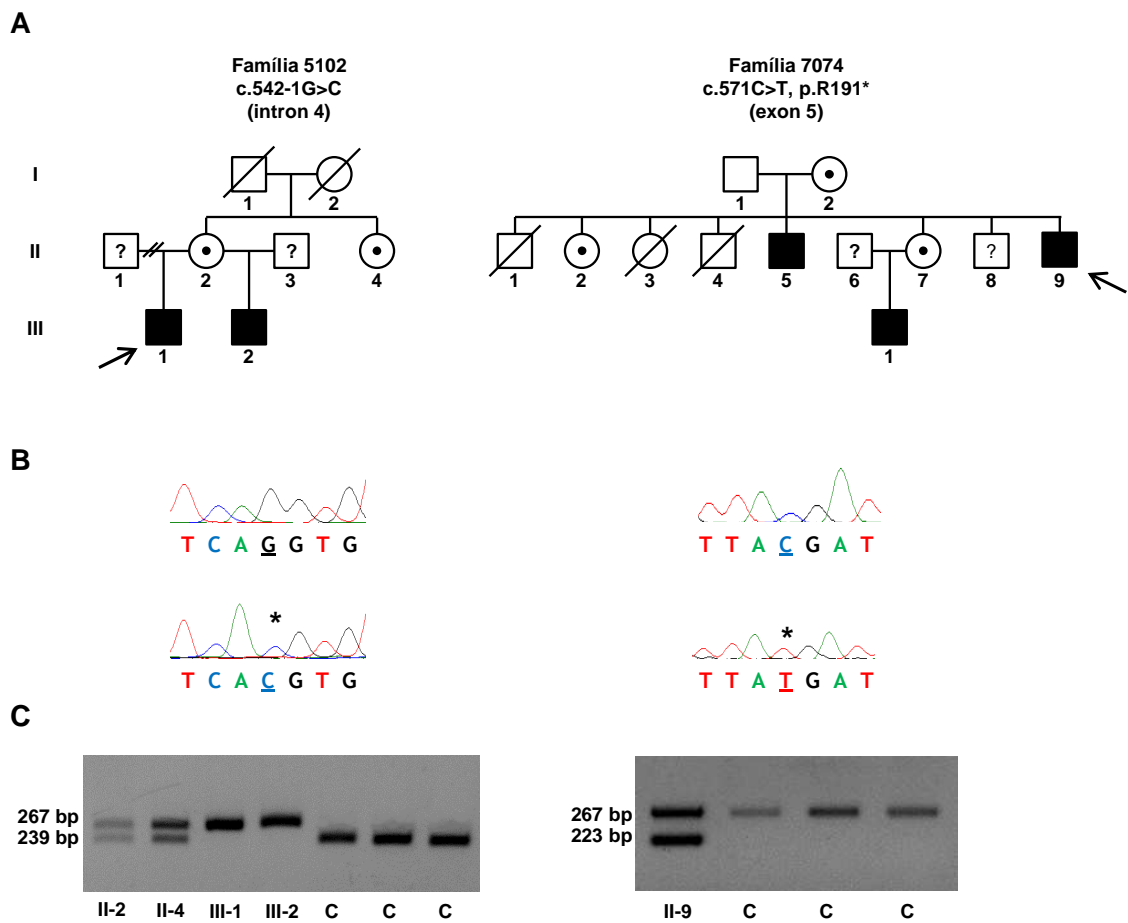 A
Família 5102
c.542-1G>C
(intron 4)
Família 7074
c.571C>T, p.R191*
(exon 5)
I
1 2 1 2
II
? ? ? ?
1 2 3 4 1 2 3 4 5 6 7 8 9
III
1 2 1
B
T C A G G T G
T T A C G A T
*
T C A C G T G
*
T T A T G A T
C
267 bp
239 bp
II-2 II-4 III-1 III-2 C C C
267 bp
223 bp
II-9 C C C